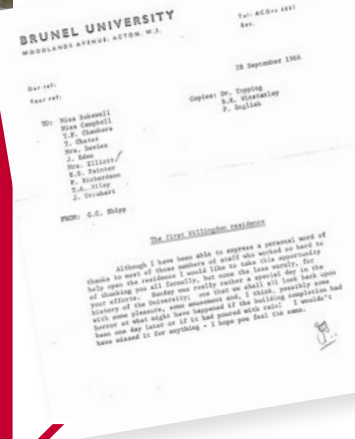 BRUNEL UNIVERSITY
WOODLANDS AVENUE, ACTON, W.3.
Tel: ACOrn 6661
Ext.
Our ref:
Your ref:
28 September 1966
TO: Miss Bakewell
Miss Campbell
T.F. Chambers
T. Chater
Mrs. Davies
J. Eden
Mrs. Elliott
E.S. Painter
P. Richardson
T.A. Riley
J.
Copies: Dr. Topping
E.R. Winstanley
P. English
FROM: C.C. Shipp
The first Hillingdon residence
Although I have been able to express a personal word of
thanks to most of those members of staff who worked so hard to
help open the residence I would like to take this opportunity
of thanking you all formally, but none the less warmly, for
your efforts. Sunday was really rather a special day in the
history of the University; one that we shall all look back upon
with some pleasure, some amusement and, I think, possibly some
horror at what might have happened if the building completion had
been one day later or if it had poured with rain! I wouldn't
have missed it for anything - I hope you feel the same.